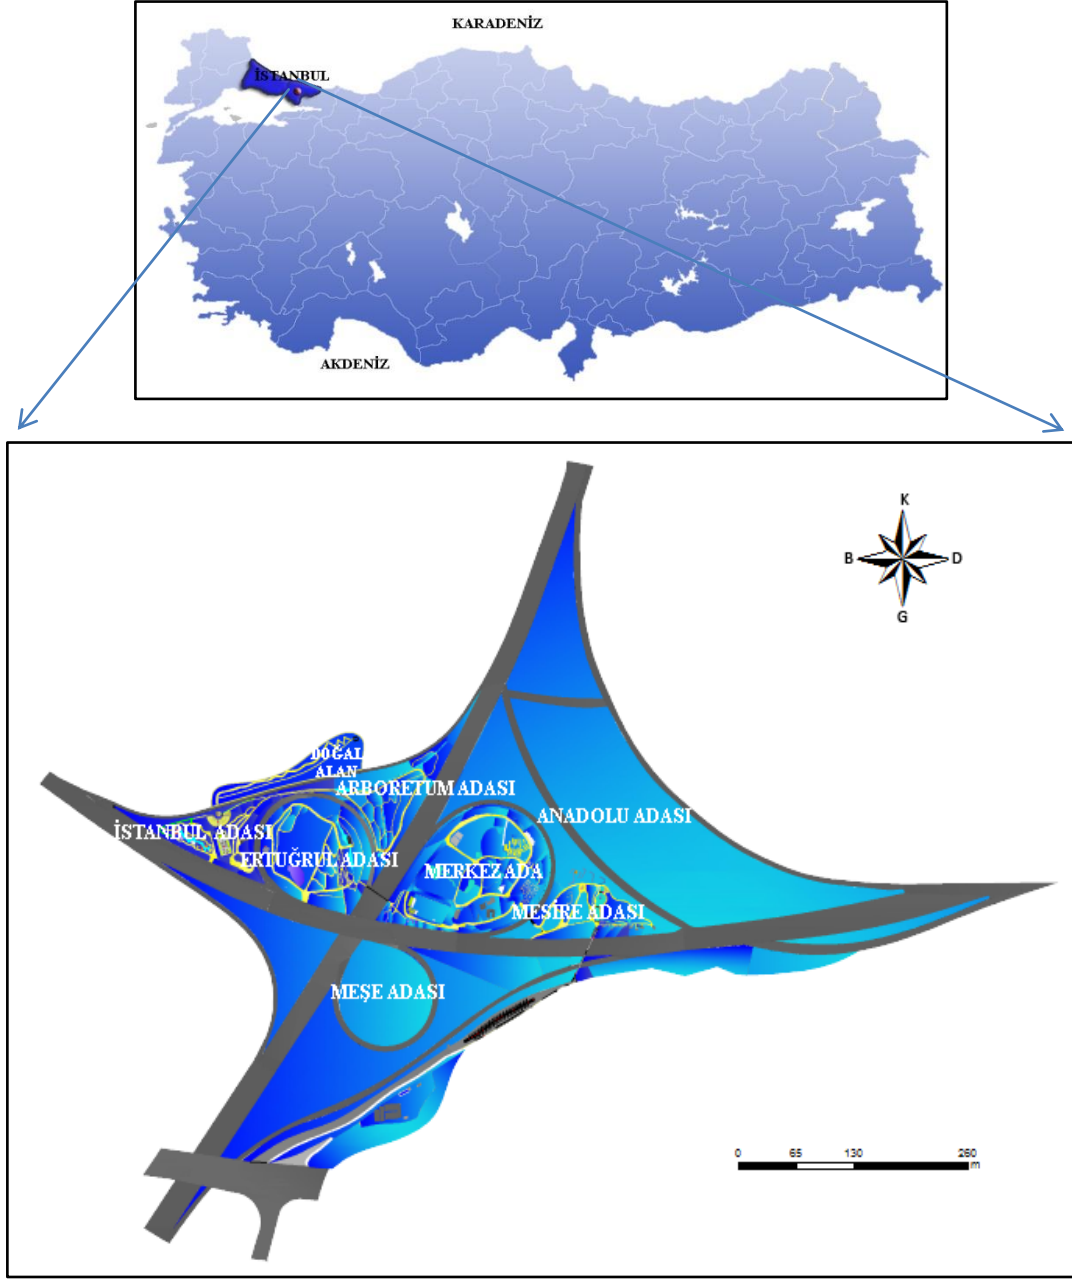 KARADENİZ
İSTANBUL
AKDENİZ
K
B
D
G
DOĞAL
ALAN
ARBORETUM ADASI
ANADOLU ADASI
İSTANBUL ADASI
ERTUĞRUL ADASI
MERKEZ ADA
MESİRE ADASI
MEŞE ADASI
0 65 130 260
m